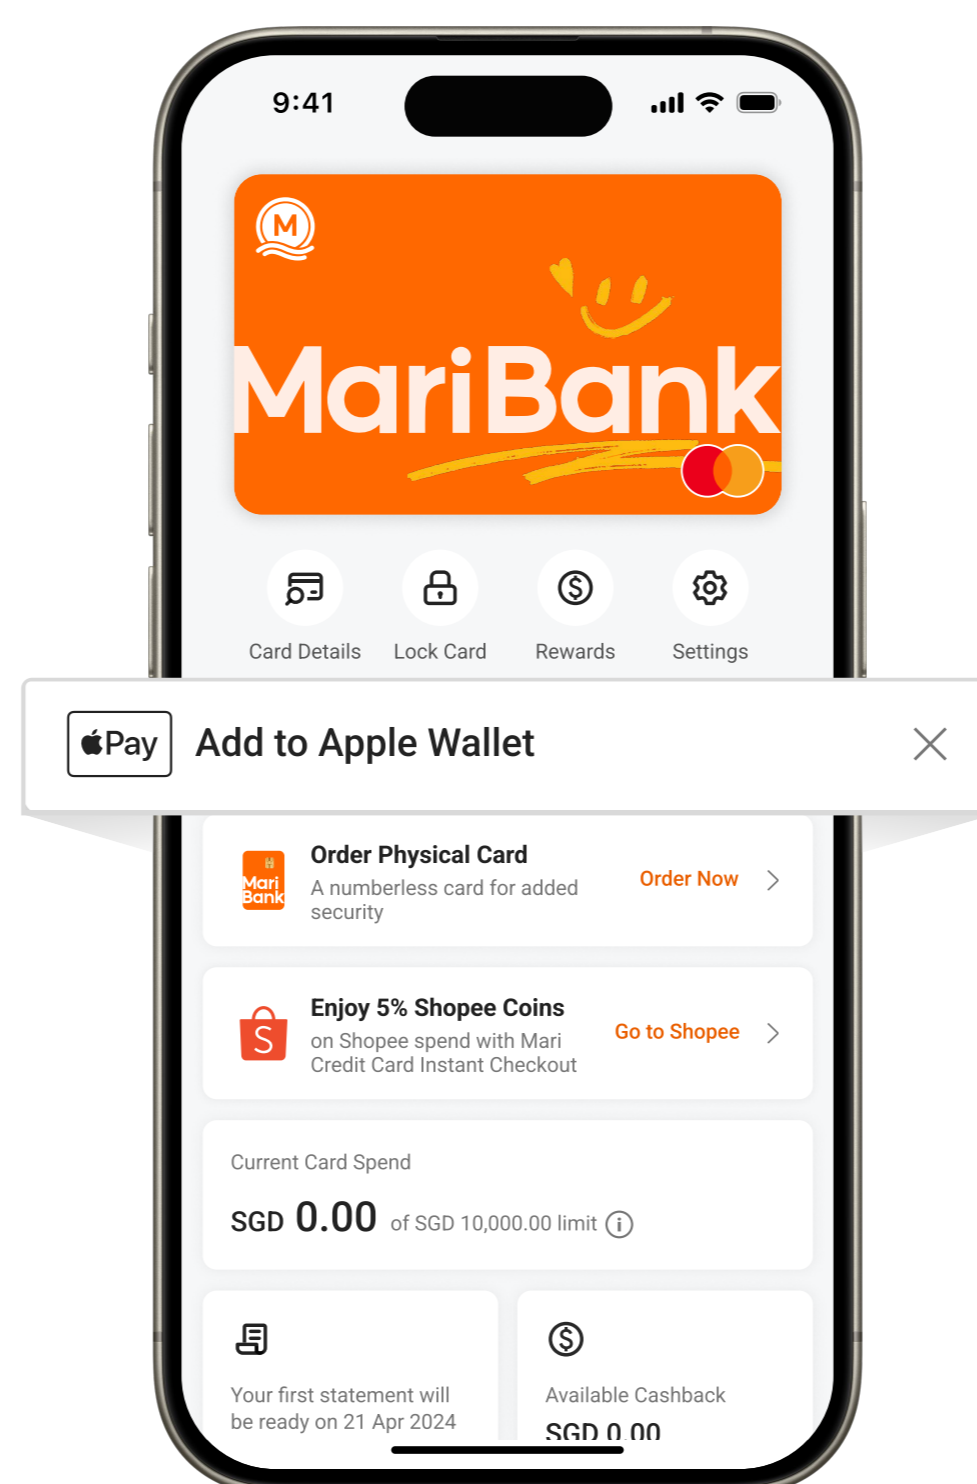 9:41
M
MariBank
Card Details
Lock Card
Rewards
Settings
Pay
Add to Apple Wallet
Mari
Bank
Order Physical Card
A numberless card for added
security
Order Now
S
Enjoy 5% Shopee Coins
on Shopee spend with Mari
Credit Card Instant Checkout
Go to Shopee
Current Card Spend
SGD 0.00 of SGD 10,000.00 limit
Your first statement will
be ready on 21 Apr 2024
Available Cashback
SGD 0.00